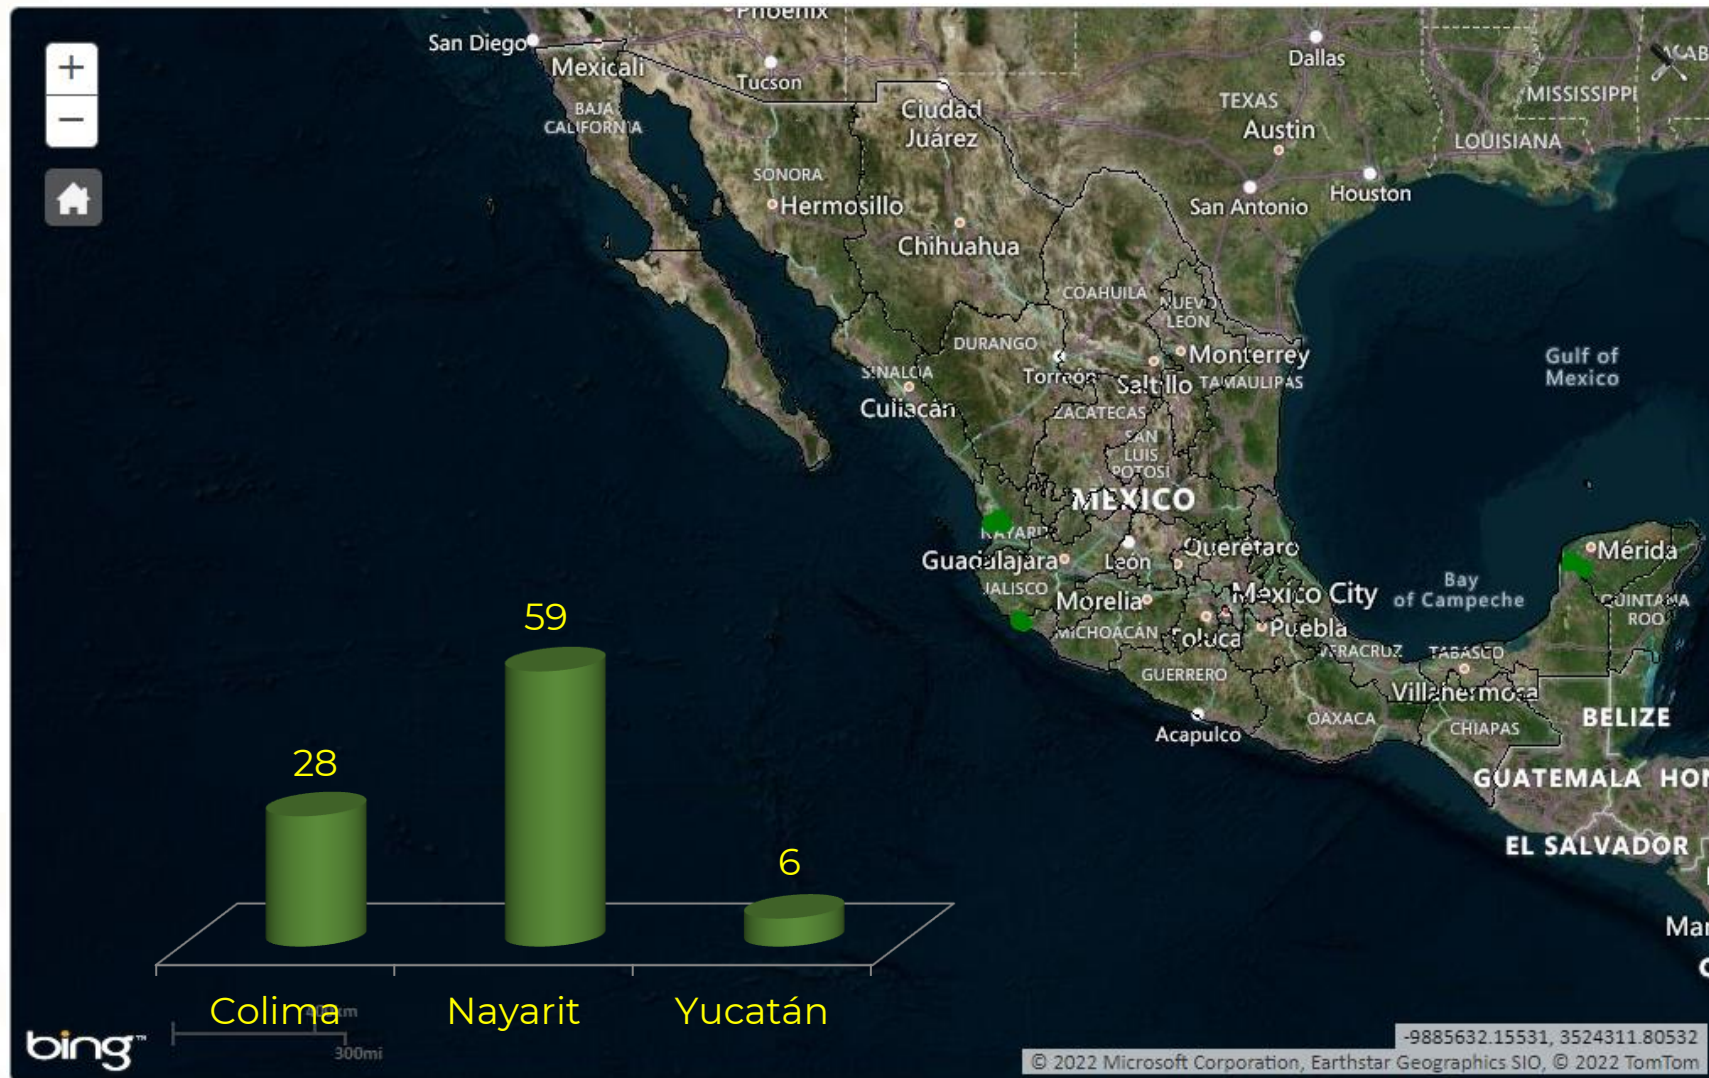 Phoenix
San Diego
Mexicali
Tucson
Dallas
BAJA
CALIFORNIA
Ciudad
Juárez
TEXAS
Austin
MISSISSIPPI
LOUISIANA
SONORA
Hermosillo
Chihuahua
San Antonio
Houston
COAHUILA
NUEVO
LEÓN
DURANGO
Monterrey
Gulf of
Mexico
SINALOA
Torreón
Saltillo
TAMAULIPAS
Culiacán
ZACATECAS
SAN
LUIS
POTOSÍ
MEXICO
NAYARIT
Guadalajara
León
Querétaro
Mérida
JALISCO
Morelia
Mexico City
Bay
of Campeche
QUINTANA
ROO
MICHOACÁN
Toluca
Puebla
VERACRUZ
TABASCO
GUERRERO
Villahermosa
OAXACA
CHIAPAS
BELIZE
Acapulco
GUATEMALA
EL SALVADOR
59
28
6
Colima
Nayarit
Yucatán
400km
300mi
bing™
-9885632.15531, 3524311.80532
© 2022 Microsoft Corporation, Earthstar Geographics SIO, © 2022 TomTom